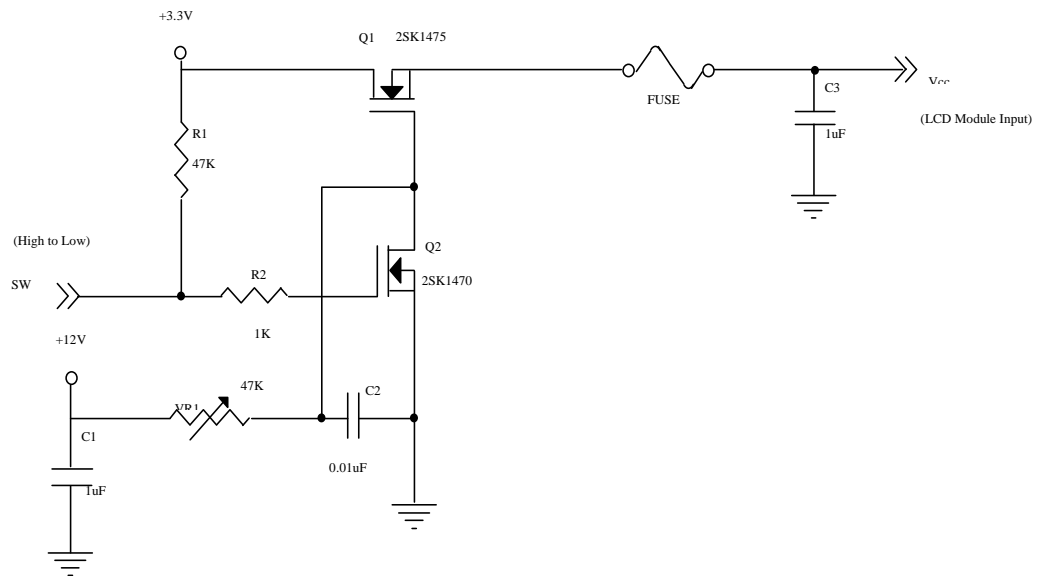 +3.3V
Q1 2SK1475
FUSE
C3
1uF
(LCD Module Input)
R1
47K
(High to Low)
SW
R2
1K
Q2
2SK1470
+12V
47K
C2
0.01uF
C1
1uF